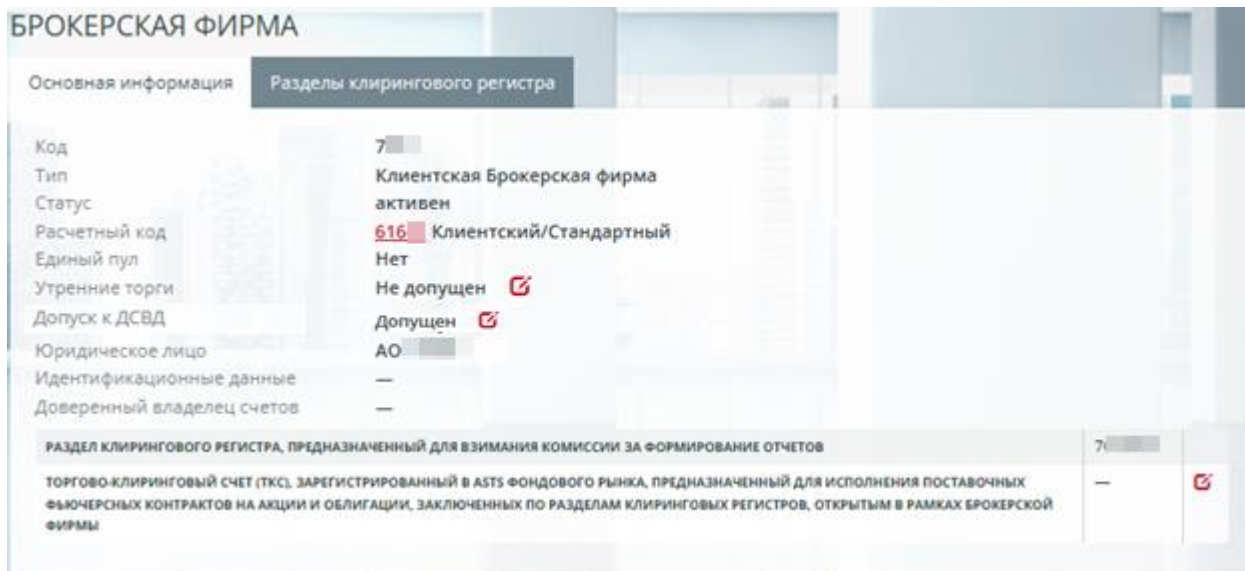 БРОКЕРСКАЯ ФИРМА
Основная информация Разделы клирингового регистра
Код 7
Тип Клиентская Брокерская фирма
Статус активен
Расчетный код 616 Клиентский/Стандартный
Единый пул Нет
Утренние торги Не допущен
Допуск к ДСВД Допущен
Юридическое лицо АО
Идентификационные данные —
Доверенный владелец счетов —
РАЗДЕЛ КЛИРИНГОВОГО РЕГИСТРА, ПРЕДНАЗНАЧЕННЫЙ ДЛЯ ВЗИМАНИЯ КОМИССИИ ЗА ФОРМИРОВАНИЕ ОТЧЕТОВ 7
ТОРГОВО-КЛИРИНГОВЫЙ СЧЕТ (ТКС), ЗАРЕГИСТРИРОВАННЫЙ В ASTS ФОНДОВОГО РЫНКА, ПРЕДНАЗНАЧЕННЫЙ ДЛЯ ИСПОЛНЕНИЯ ПОСТАВОЧНЫХ —
ФЬЮЧЕРСНЫХ КОНТРАКТОВ НА АКЦИИ И ОБЛИГАЦИИ, ЗАКЛЮЧЕННЫХ ПО РАЗДЕЛАМ КЛИРИНГОВЫХ РЕГИСТРОВ, ОТКРЫТЫМ В РАМКАХ БРОКЕРСКОЙ
ФИРМЫ